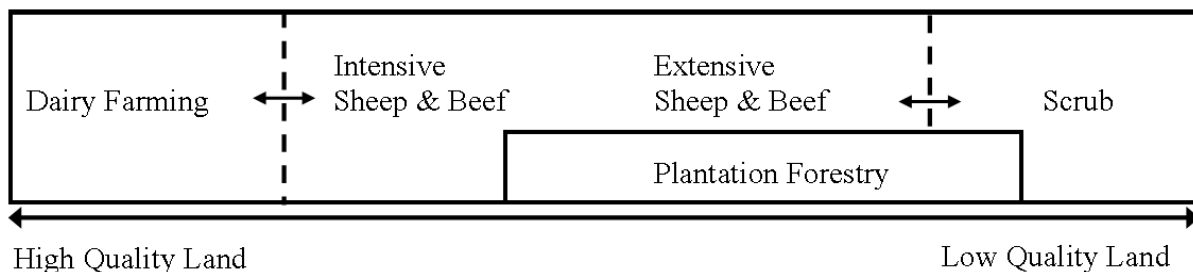 Dairy Farming
Intensive
Sheep & Beef
Extensive
Sheep & Beef
Scrub
Plantation Forestry
High Quality Land
Low Quality Land